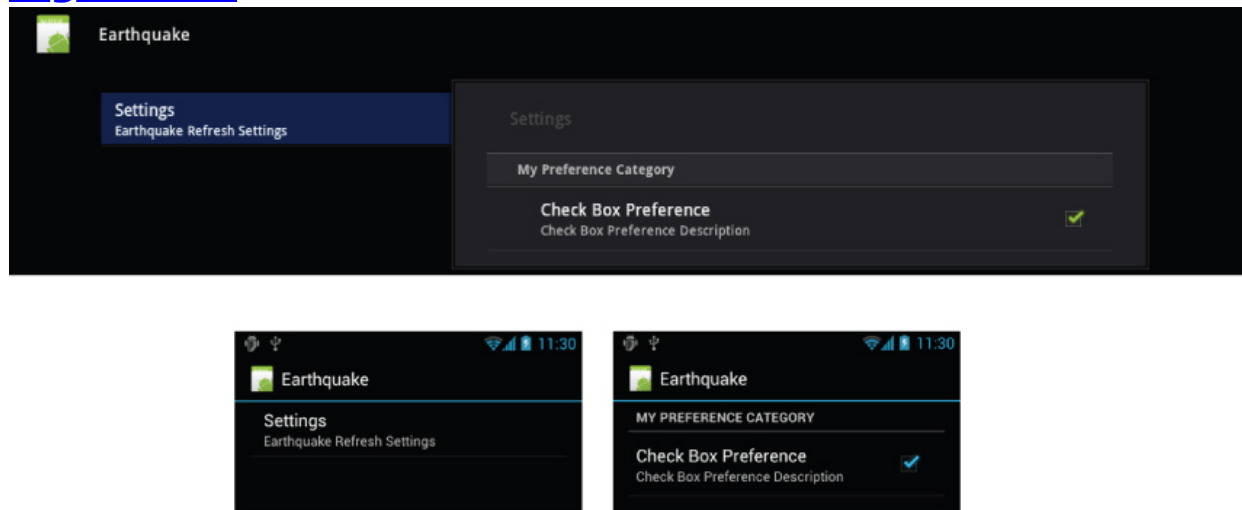 Earthquake
Settings
Earthquake Refresh Settings
Settings
My Preference Category
Check Box Preference
Check Box Preference Description
11:30
Earthquake
Settings
Earthquake Refresh Settings
11:30
Earthquake
MY PREFERENCE CATEGORY
Check Box Preference
Check Box Preference Description